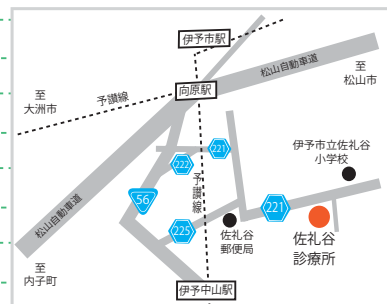 伊予市駅
松山自動車道
至
松山市
向原駅
至
大洲市
予讃線
伊予市立佐礼谷
小学校
221
222
予讃線
56
221
225
佐礼谷
郵便局
佐礼谷
診療所
松山自動車道
至
内子町
伊予中山駅